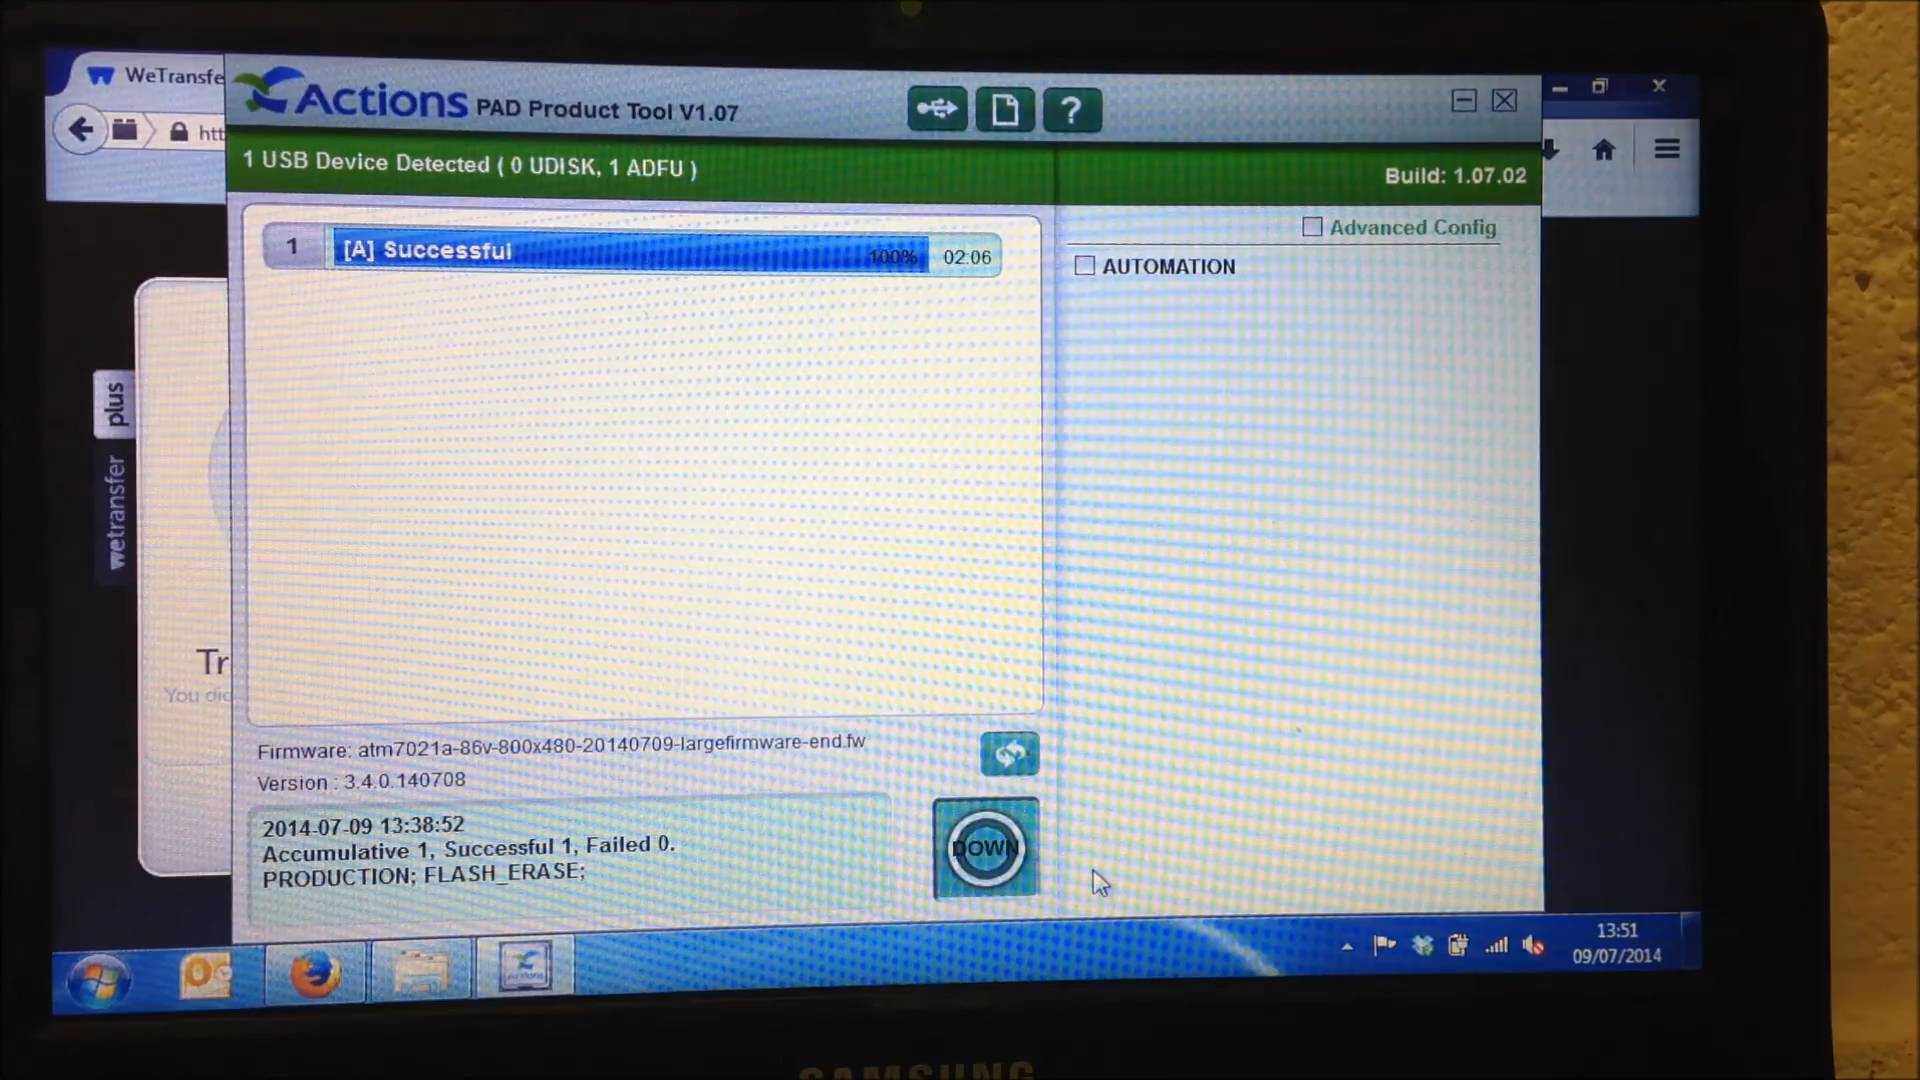 WeTransfe
Actions PAD Product Tool V1.07
?
htt
1 USB Device Detected ( 0 UDISK, 1 ADFU )
Build: 1.07.02
Advanced Config
1 [A] Successful 100% 02:06
AUTOMATION
plus
wetransfer
Tr
You did
Firmware: atm7021a-86v-800x480-20140709-largefirmware-end.fw
Version : 3.4.0.140708
2014-07-09 13:38:52
Accumulative 1, Successful 1, Failed 0.
PRODUCTION; FLASH_ERASE;
DOWN
Actions
13:51
09/07/2014
SAMSUNG